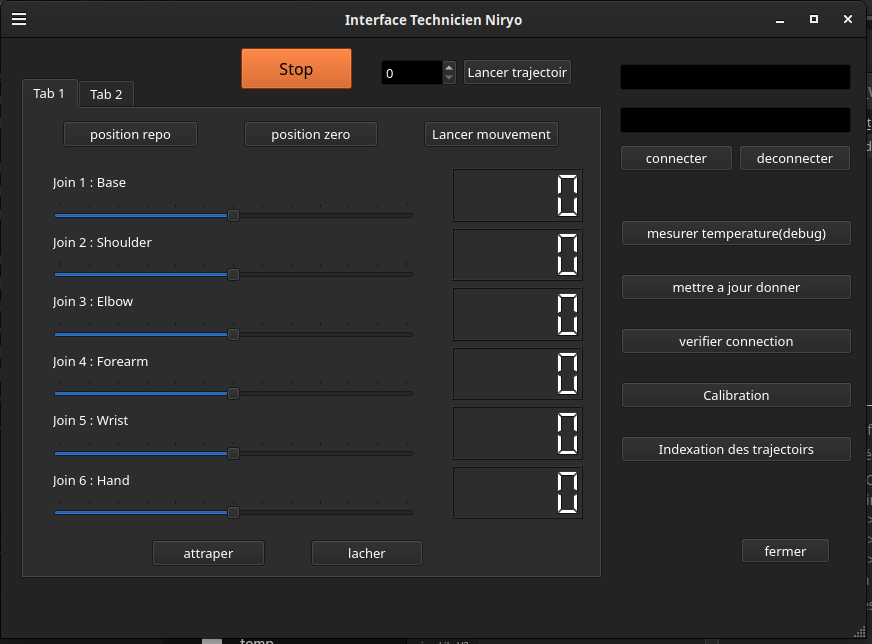 Interface Technicien Niryo
Stop
0
Lancer trajectoir
Tab 1
Tab 2
position repo
position zero
Lancer mouvement
connecter
deconnecter
Join 1 : Base
0
mesurer temperature(debug)
Join 2 : Shoulder
0
mettre a jour donner
Join 3 : Elbow
0
verifier connection
Join 4 : Forearm
0
Calibration
Join 5 : Wrist
0
Indexation des trajectoirs
Join 6 : Hand
0
attraper
lacher
fermer